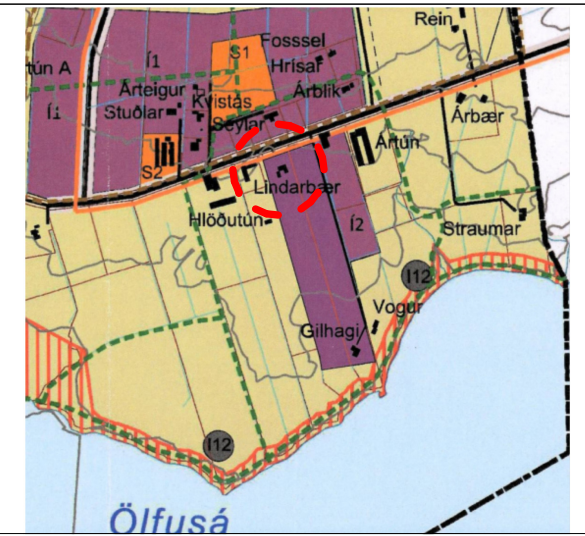 Rein
Fosssel
S1
Hrísar
tún A
Í1
Árteigur
Kvistás
Árblik
Árbær
Stuðlar
Í1
Selylar
Ártún
S2
Lindarbær
Hlöðutún
Í2
Straumar
I12
Vogur
Gilhagi
I12
Ölfusá